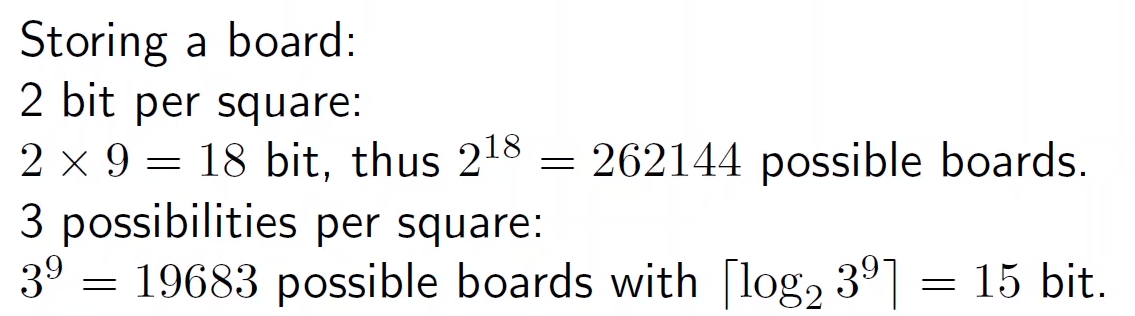 Storing a board:
2 bit per square:
2 × 9 = 18 bit, thus 2^18 = 262144 possible boards.
3 possibilities per square:
3^9 = 19683 possible boards with ⌈log₂ 3^9⌉ = 15 bit.